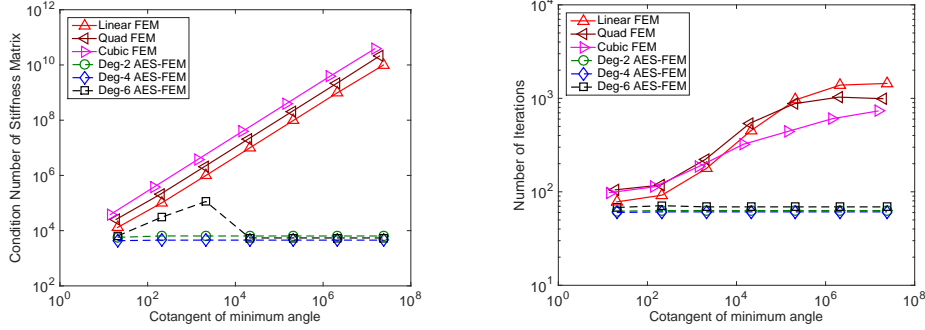 10^12
10^10
10^8
10^6
10^4
10^2
Condition Number of Stiffness Matrix
Linear FEM
Quad FEM
Cubic FEM
Deg-2 AES-FEM
Deg-4 AES-FEM
Deg-6 AES-FEM
10^0
10^2
10^4
10^6
10^8
Cotangent of minimum angle
10^4
10^3
10^2
10^1
Number of Iterations
Linear FEM
Quad FEM
Cubic FEM
Deg-2 AES-FEM
Deg-4 AES-FEM
Deg-6 AES-FEM
10^0
10^2
10^4
10^6
10^8
Cotangent of minimum angle